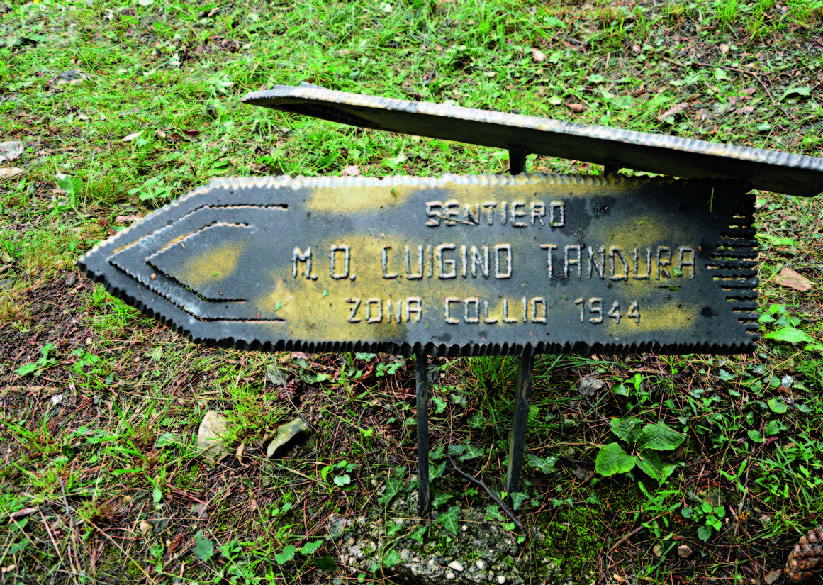 SENTIERO
M.O. LUIGINO TANDURA
ZONA COLLIO 1944